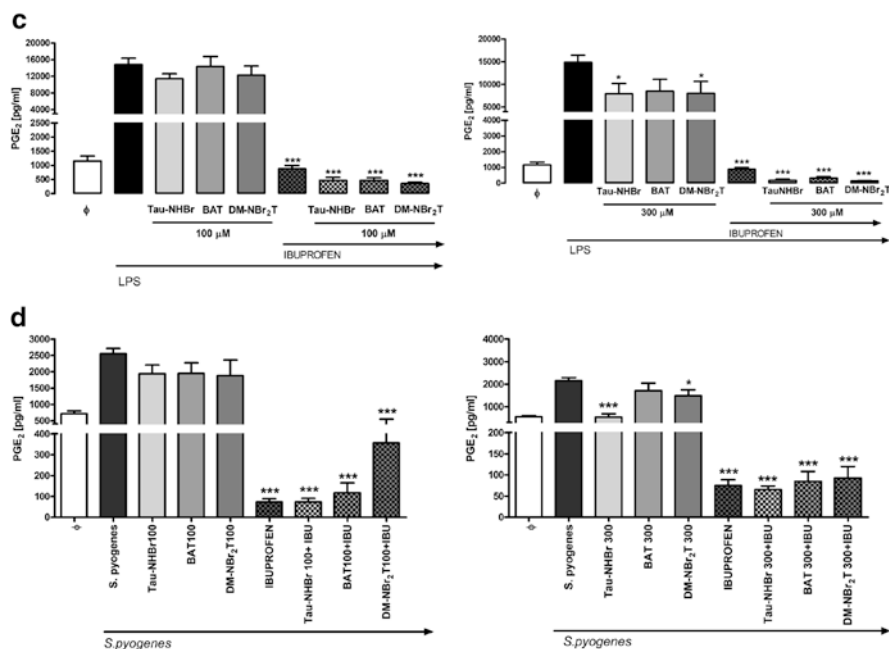 c
PGE2 [pg/ml]
20000
16000
12000
8000
4000
2500
2000
1500
1000
500
0
*** *** *** ***
ϕ
Tau-NHBr BAT DM-NBr2T Tau-NHBr BAT DM-NBr2T
100 µM 100 µM
IBUPROFEN
LPS
PGE2 [pg/ml]
20000
15000
10000
5000
4000
3000
2000
1000
0
* *
*** *** *** ***
ϕ
Tau-NHBr BAT DM-NBr2T TauNHBr BAT DM-NBr2T
300 µM 300 µM
IBUPROFEN
LPS
d
PGE2 [pg/ml]
3000
2500
2000
1500
1000
500
400
300
200
100
0
*** *** *** ***
ϕ
S. pyogenes
Tau-NHBr100
BAT100
DM-NBr2T100
IBUPROFEN
Tau-NHBr 100+ IBU
BAT100+IBU
DM-NBr2T100+IBU
S.pyogenes
PGE2 [pg/ml]
4000
3000
2000
1000
200
150
100
50
0
*** *
*** *** *** ***
ϕ
S. pyogenes
Tau-NHBr 300
BAT 300
DM-NBr2T 300
IBUPROFEN
Tau-NHBr 300+IBU
BAT 300+IBU
DM-NBr2T 300+IBU
S.pyogenes